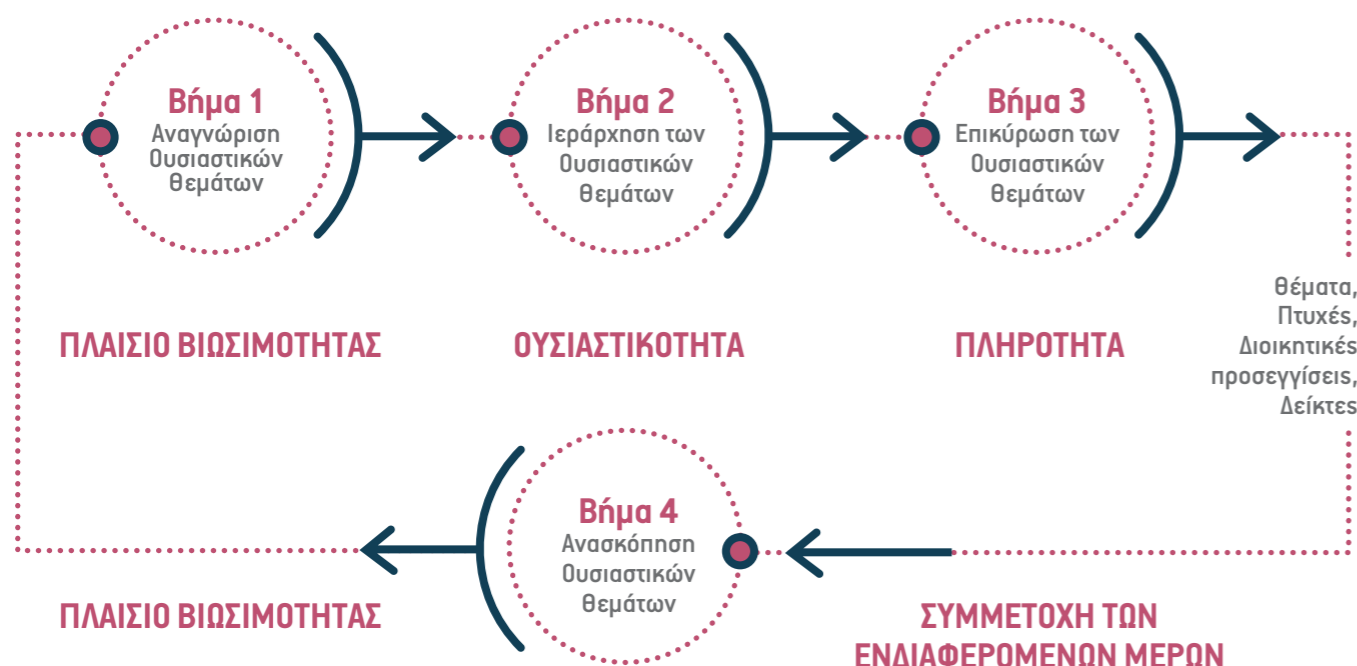 Βήμα 1
Αναγνώριση
Ουσιαστικών
θεμάτων
Βήμα 2
Ιεράρχηση των
Ουσιαστικών
θεμάτων
Βήμα 3
Επικύρωση των
Ουσιαστικών
θεμάτων
ΠΛΑΙΣΙΟ ΒΙΩΣΙΜΟΤΗΤΑΣ
ΟΥΣΙΑΣΤΙΚΟΤΗΤΑ
ΠΛΗΡΟΤΗΤΑ
Θέματα,
Πτυχές,
Διοικητικές
προσεγγίσεις,
Δείκτες
Βήμα 4
Ανασκόπηση
Ουσιαστικών
θεμάτων
ΠΛΑΙΣΙΟ ΒΙΩΣΙΜΟΤΗΤΑΣ
ΣΥΜΜΕΤΟΧΗ ΤΩΝ
ΕΝΔΙΑΦΕΡΟΜΕΝΩΝ ΜΕΡΩΝ